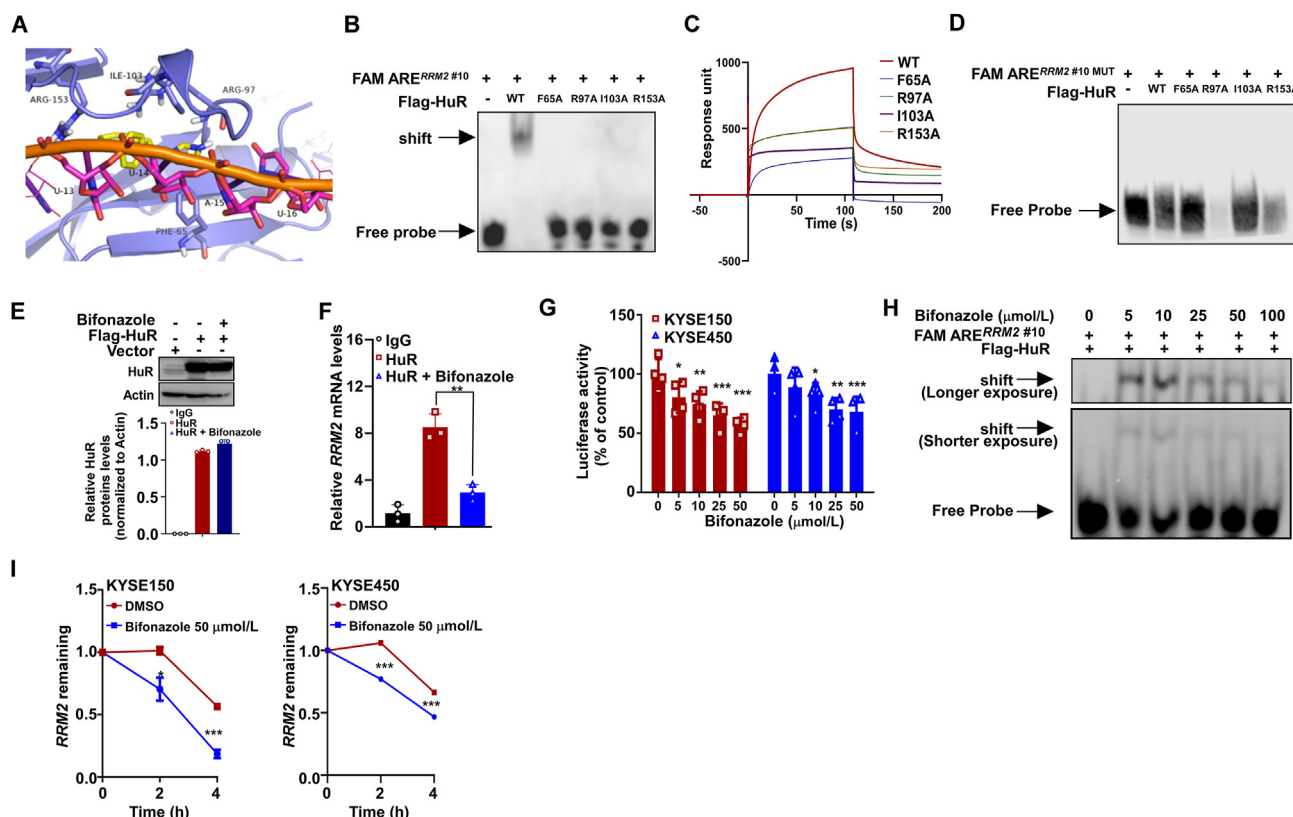 A
ILE-103
ARG-153
ARG-97
U-13
U-14
A-15
U-16
PHE-65
B
FAM ARE RRM2 #10 + + + + + +
Flag-HuR - WT F65A R97A I103A R153A
shift
Free probe
C
Response unit
1000
500
-500
-50 50 100 150 200
Time (s)
WT
F65A
R97A
I103A
R153A
D
FAM ARE RRM2 #10 MUT + + + + + +
Flag-HuR - WT F65A R97A I103A R153A
Free Probe
E
Bifonazole - - +
Flag-HuR - + +
Vector + - -
HuR
Actin
IgG
HuR
HuR + Bifonazole
Relative HuR
proteins levels
(normalized to Actin)
1.5
1.0
0.5
0.0
F
Relative RRM2 mRNA levels
16
12
8
4
0
IgG
HuR
HuR + Bifonazole
**
G
KYSE150
KYSE450
Luciferase activity
(% of control)
150
100
50
0
* ** *** *** * ** ***
0 5 10 25 50 0 5 10 25 50
Bifonazole (μmol/L)
H
Bifonazole (μmol/L) 0 5 10 25 50 100
FAM ARE RRM2 #10 + + + + + +
Flag-HuR + + + + + +
shift
(Longer exposure)
shift
(Shorter exposure)
Free Probe
I
KYSE150
DMSO
Bifonazole 50 μmol/L
RRM2 remaining
1.5
1.0
0.5
0.0
*
***
0 2 4
Time (h)
KYSE450
DMSO
Bifonazole 50 μmol/L
RRM2 remaining
1.5
1.0
0.5
0.0
***
***
0 2 4
Time (h)